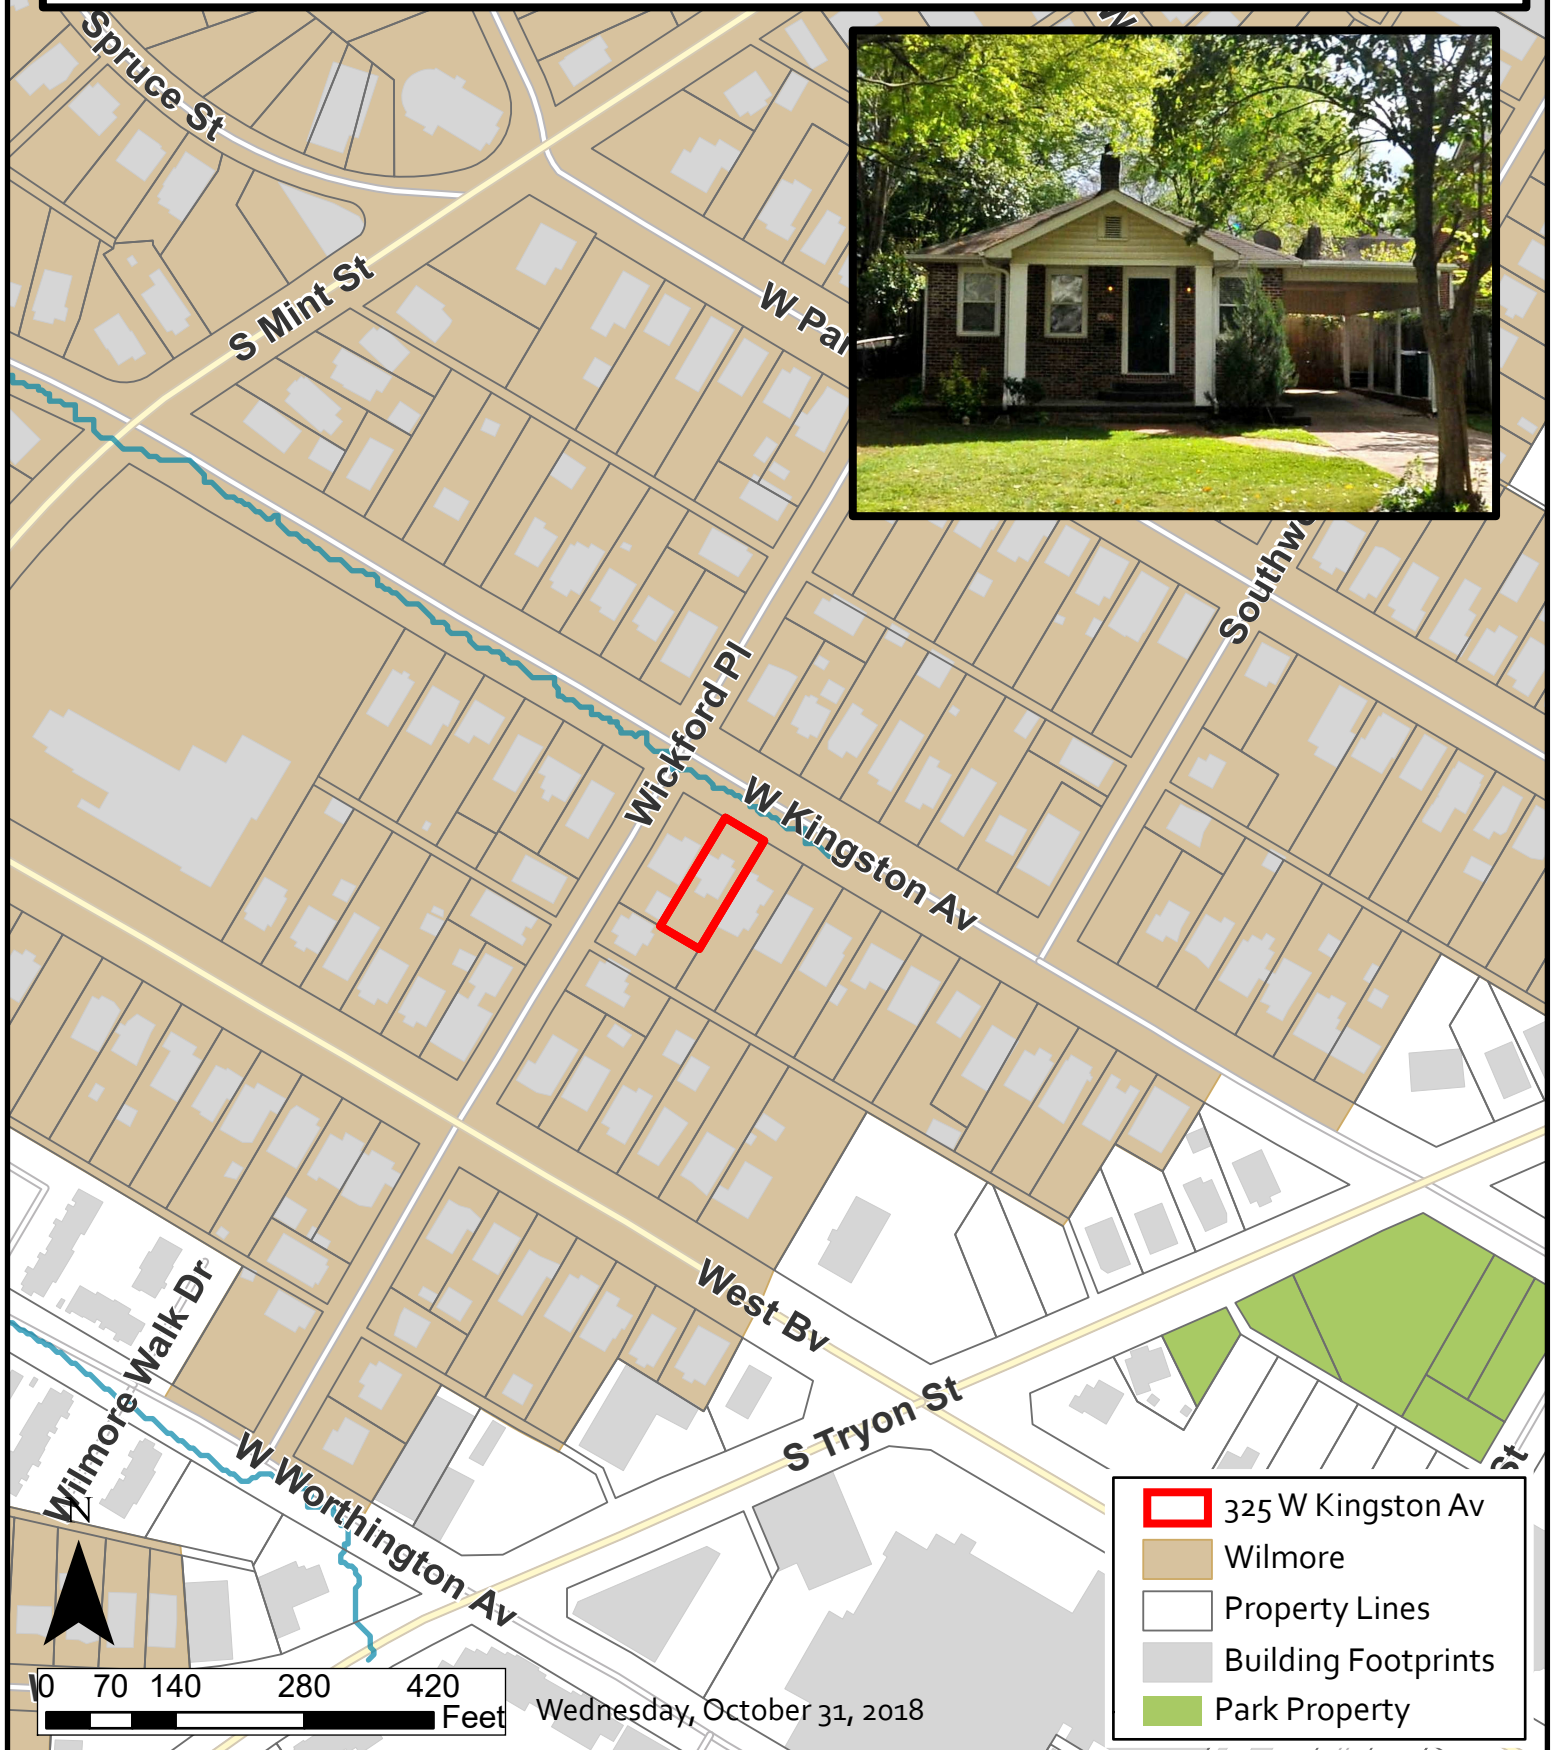 Spruce St
S Mint St
W Par
Southw
Wickford Pl
W Kingston Av
West Bv
S Tryon St
Wilmore Walk Dr
W Worthington Av
St
N
0 70 140 280 420
Feet
Wednesday, October 31, 2018
325 W Kingston Av
Wilmore
Property Lines
Building Footprints
Park Property